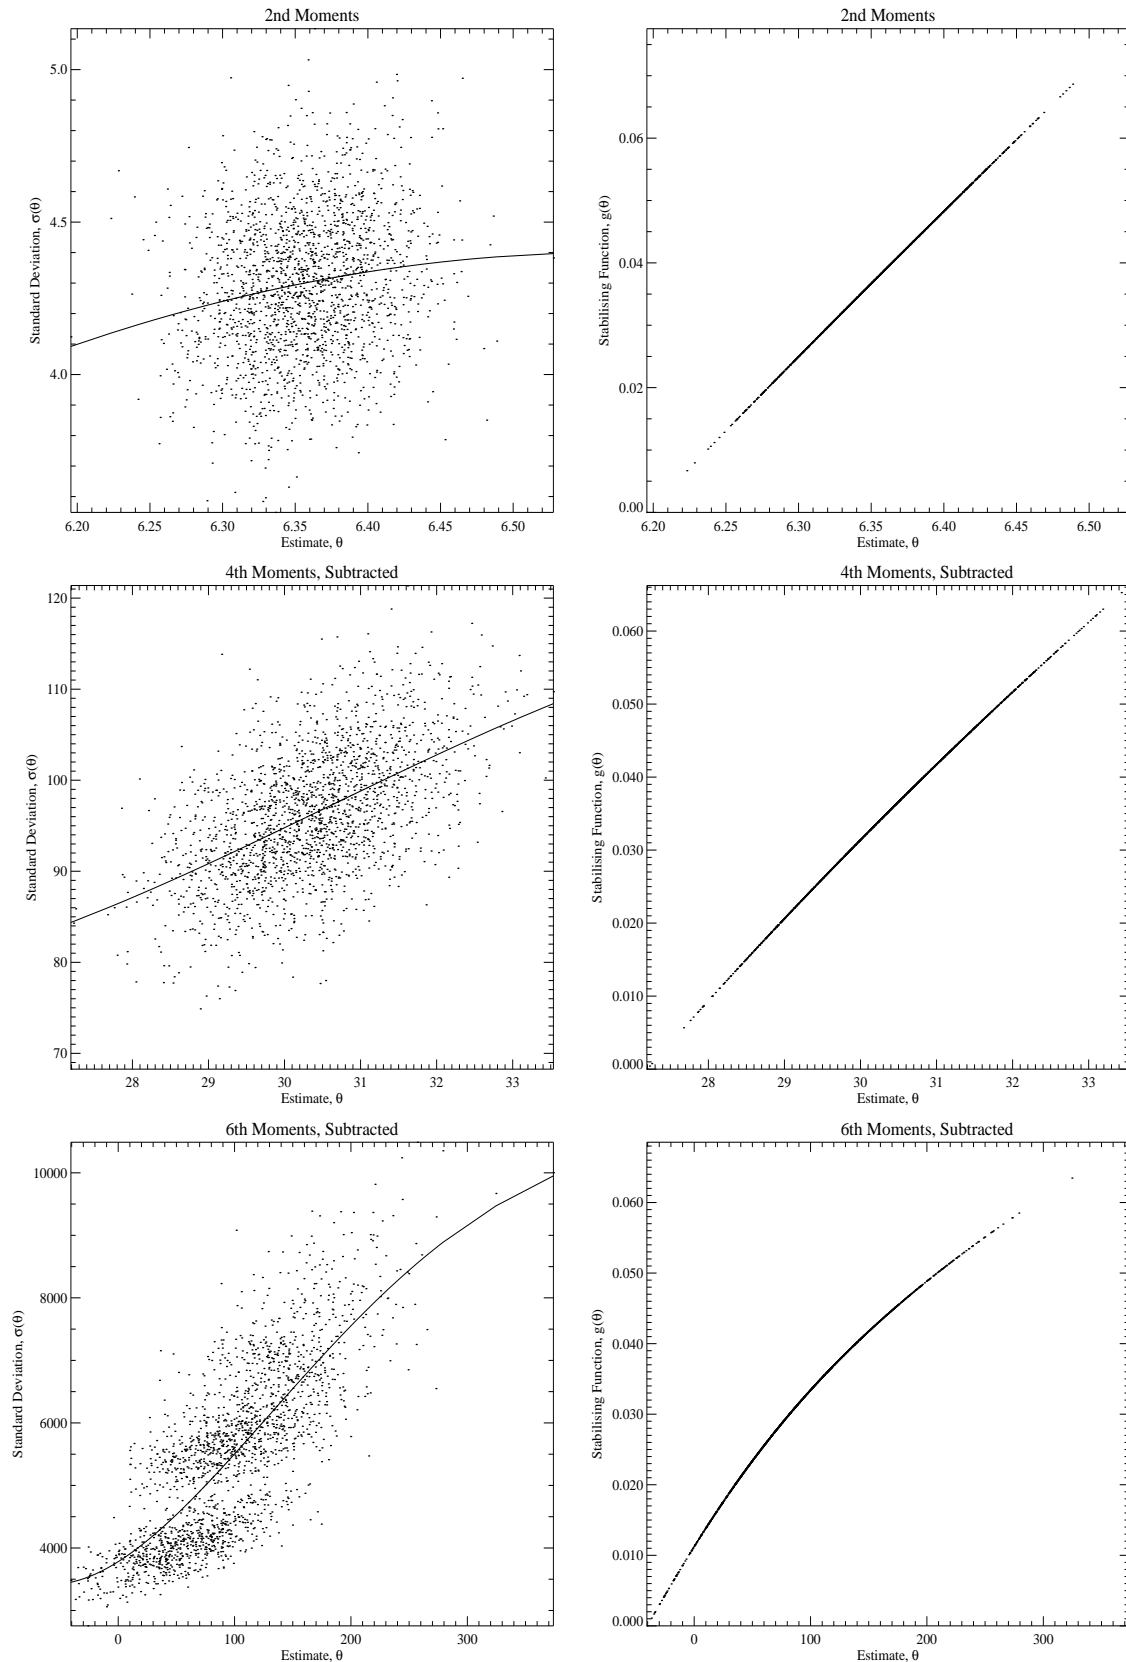 2nd Moments
5.0
4.5
4.0
Standard Deviation, σ(θ)
6.20 6.25 6.30 6.35 6.40 6.45 6.50
Estimate, θ
2nd Moments
0.06
0.04
0.02
0.00
Stabilising Function, g(θ)
6.20 6.25 6.30 6.35 6.40 6.45 6.50
Estimate, θ
4th Moments, Subtracted
120
110
100
90
80
70
Standard Deviation, σ(θ)
28 29 30 31 32 33
Estimate, θ
4th Moments, Subtracted
0.060
0.050
0.040
0.030
0.020
0.010
0.000
Stabilising Function, g(θ)
28 29 30 31 32 33
Estimate, θ
6th Moments, Subtracted
10000
8000
6000
4000
Standard Deviation, σ(θ)
0 100 200 300
Estimate, θ
6th Moments, Subtracted
0.060
0.050
0.040
0.030
0.020
0.010
0.000
Stabilising Function, g(θ)
0 100 200 300
Estimate, θ